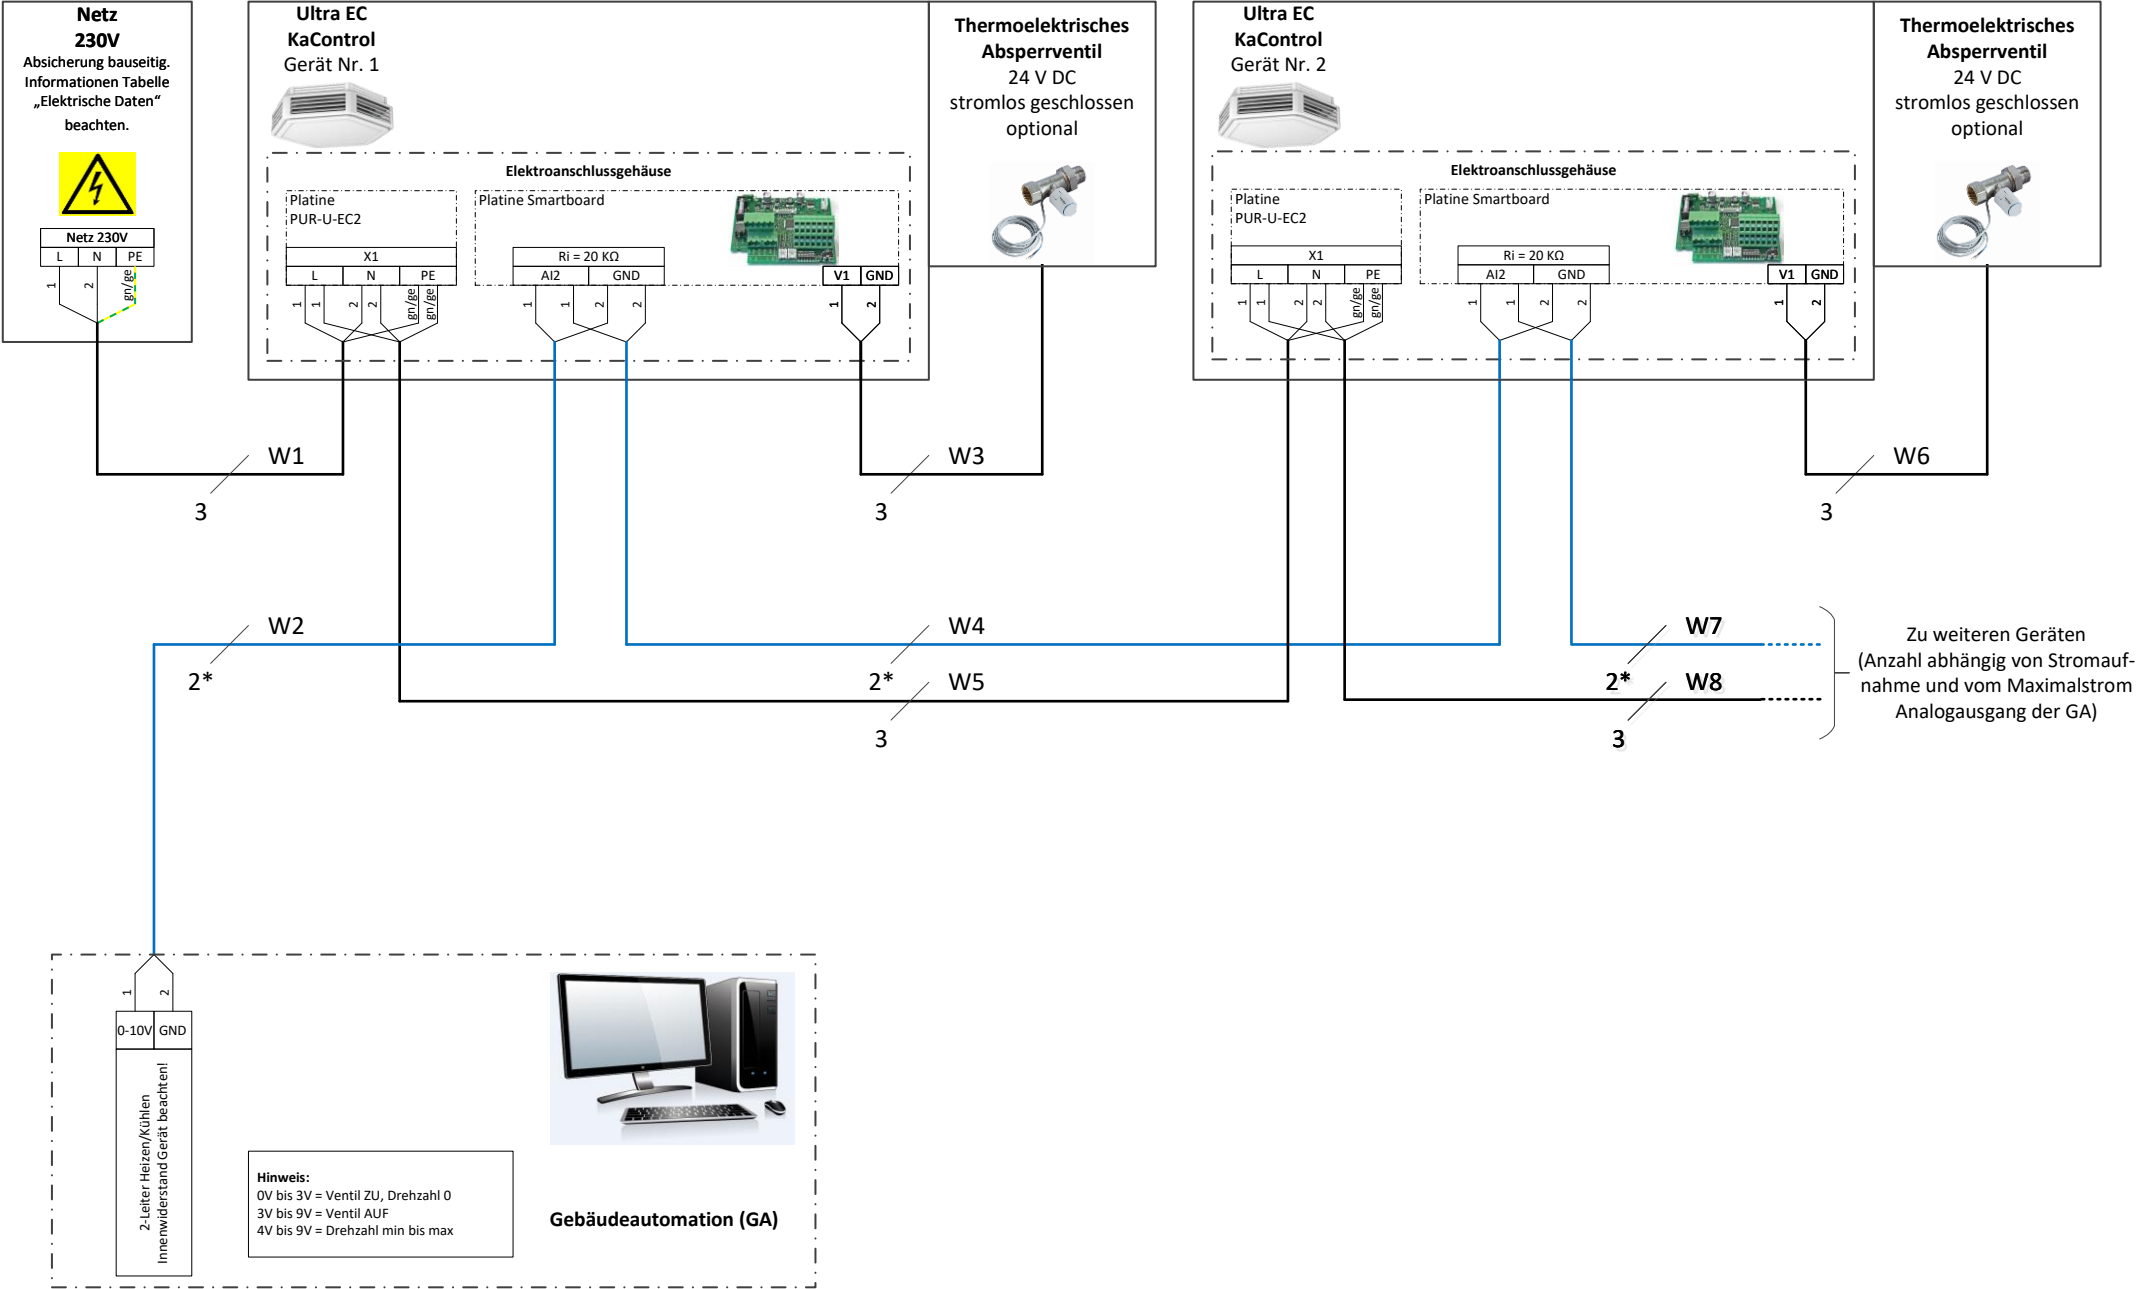 Netz
230V
Absicherung bauseitig.
Informationen Tabelle
„Elektrische Daten“
beachten.
Netz 230V
L N PE
1 2 gn/ge
Ultra EC
KaControl
Gerät Nr. 1
Elektroanschlussgehäuse
Platine
PUR-U-EC2
X1
L N PE
1 1 2 2 gn/ge gn/ge
Platine Smartboard
Ri = 20 KΩ
AI2 GND
1 1 2 2
V1 GND
1 2
Thermoelektrisches
Absperrventil
24 V DC
stromlos geschlossen
optional
Ultra EC
KaControl
Gerät Nr. 2
Elektroanschlussgehäuse
Platine
PUR-U-EC2
X1
L N PE
1 1 2 2 gn/ge gn/ge
Platine Smartboard
Ri = 20 KΩ
AI2 GND
1 1 2 2
V1 GND
1 2
Thermoelektrisches
Absperrventil
24 V DC
stromlos geschlossen
optional
W1
3
W3
3
W6
3
W2
2*
W4
2*
W5
3
W7
2*
W8
3
Zu weiteren Geräten
(Anzahl abhängig von Stromauf-
nahme und vom Maximalstrom
Analogausgang der GA)
1 2
0-10V GND
2-Leiter Heizen/Kühlen
Innenwiderstand Gerät beachten!
Hinweis:
0V bis 3V = Ventil ZU, Drehzahl 0
3V bis 9V = Ventil AUF
4V bis 9V = Drehzahl min bis max
Gebäudeautomation (GA)